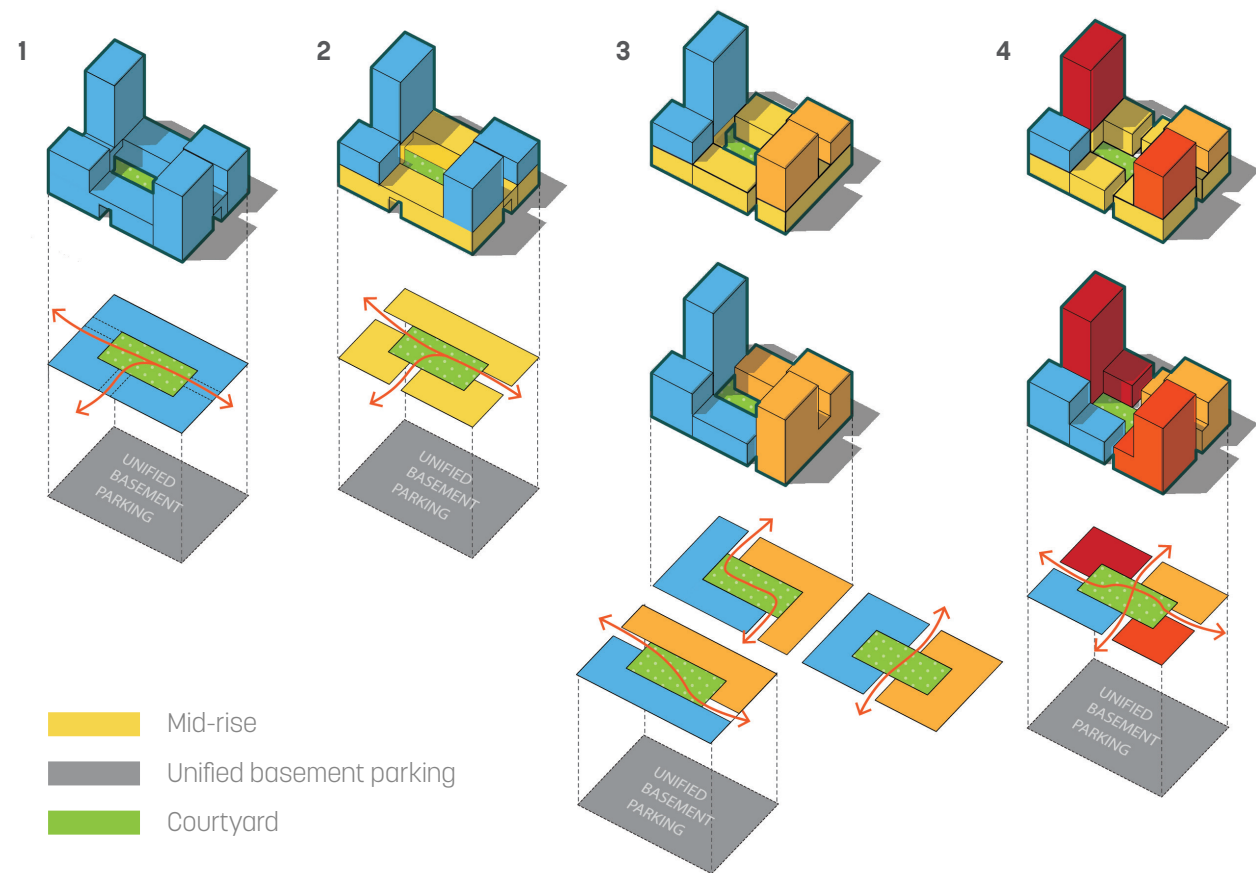 1
2
3
4
UNIFIED
BASEMENT
PARKING
UNIFIED
BASEMENT
PARKING
UNIFIED
BASEMENT
PARKING
UNIFIED
BASEMENT
PARKING
Mid-rise
Unified basement parking
Courtyard